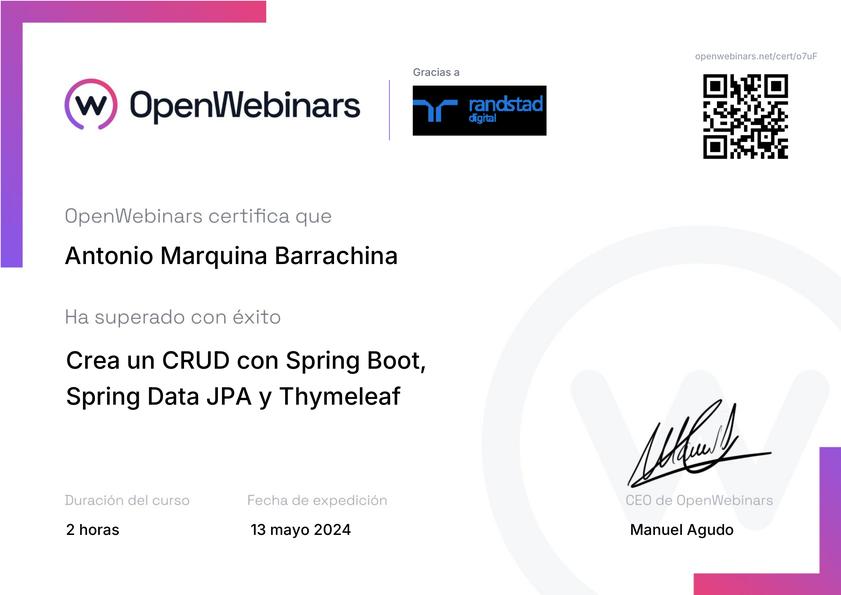 openwebinars.net/cert/o7uF
Gracias a
OpenWebinars
randstad
digital
OpenWebinars certifica que
Antonio Marquina Barrachina
Ha superado con éxito
Crea un CRUD con Spring Boot,
Spring Data JPA y Thymeleaf
Duración del curso
Fecha de expedición
CEO de OpenWebinars
2 horas
13 mayo 2024
Manuel Agudo